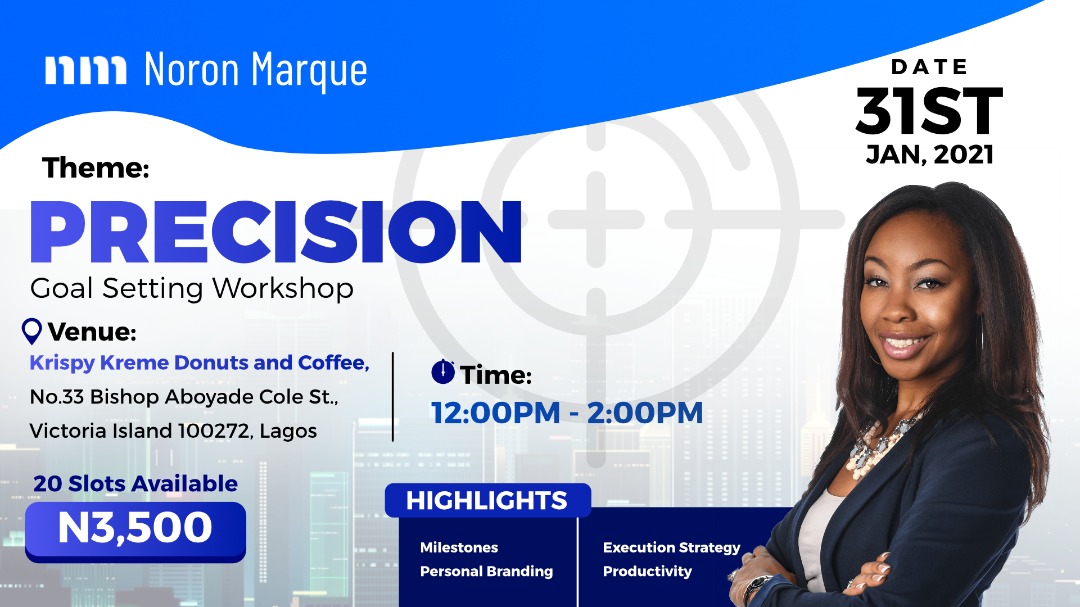 nm Noron Marque
DATE
31ST
JAN, 2021
Theme:
PRECISION
Goal Setting Workshop
Venue:
Krispy Kreme Donuts and Coffee,
No.33 Bishop Aboyade Cole St.,
Victoria Island 100272, Lagos
Time:
12:00PM - 2:00PM
20 Slots Available
N3,500
HIGHLIGHTS
Milestones
Personal Branding
Execution Strategy
Productivity